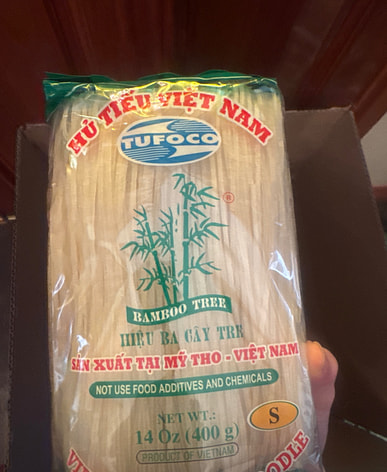 HỦ TIẾU VIỆT NAM
TUFOCO
®
BAMBOO TREE
HIỆU BA CÂY TRE
SẢN XUẤT TẠI MỸ THO - VIỆT NAM
NOT USE FOOD ADDITIVES AND CHEMICALS
S
NET WT.:
14 Oz (400 g)
PRODUCT OF VIETNAM